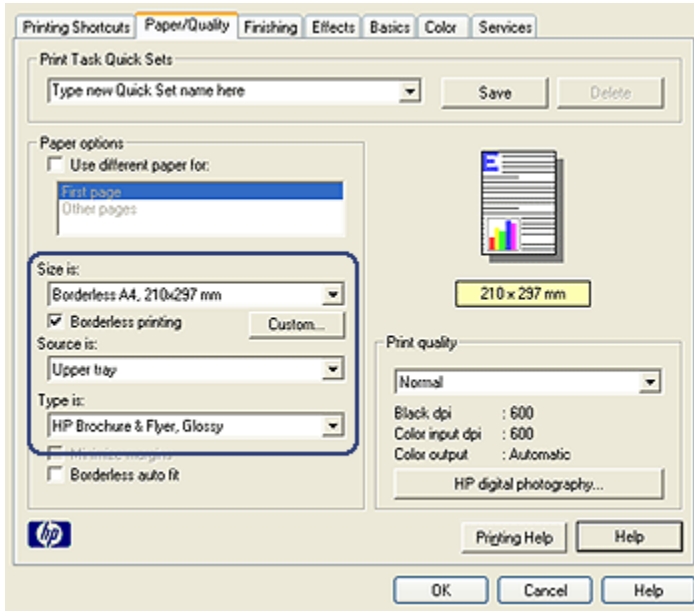 Printing Shortcuts Paper/Quality Finishing Effects Basics Color Services
Print Task Quick Sets
Type new Quick Set name here Save Delete
Paper options
Use different paper for:
First page
Other pages
Size is:
Borderless A4, 210x297 mm
Borderless printing Custom...
Source is:
Upper tray
Type is:
HP Brochure & Flyer, Glossy
Minimize margins
Borderless auto fit
E
210 x 297 mm
Print quality
Normal
Black dpi : 600
Color input dpi : 600
Color output : Automatic
HP digital photography...
hp
Printing Help Help
OK Cancel Help